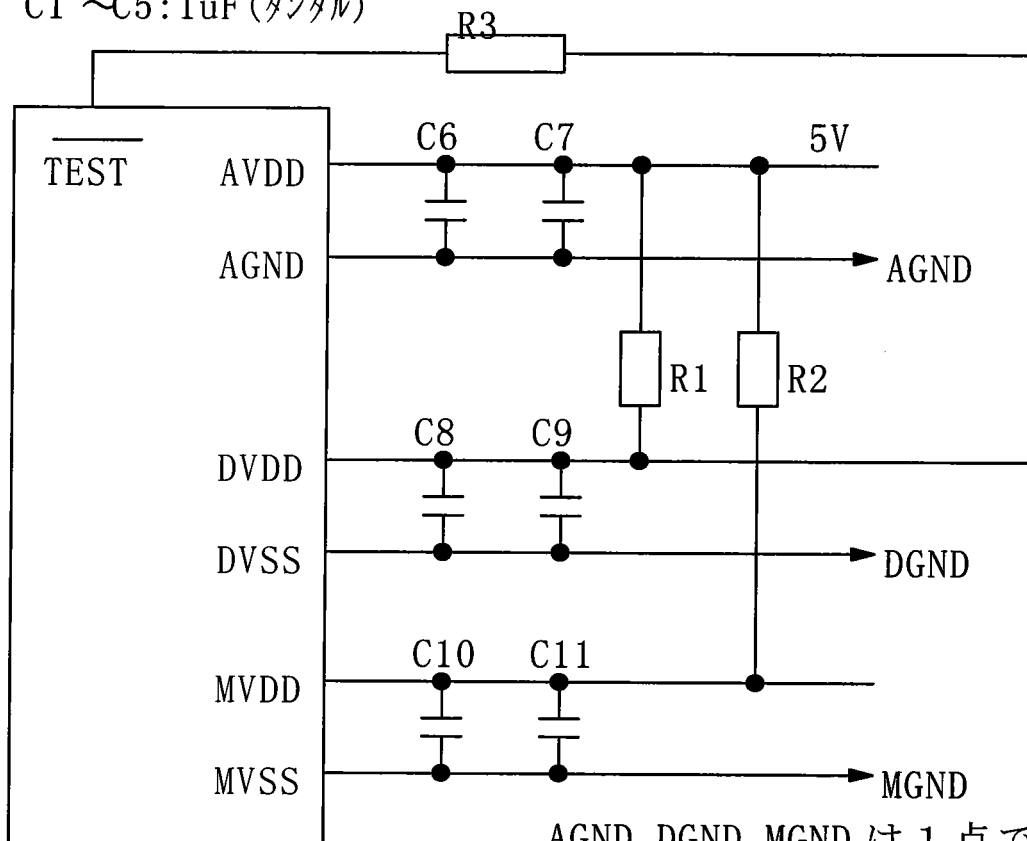 C1 ~C5:1uF(タンタル)
R3
C6 C7 5V
TEST AVDD
AGND AGND
R1 R2
C8 C9
DVDD
DVSS DGND
C10 C11
MVDD
MVSS MGND
AGND DGND MGND は1点で